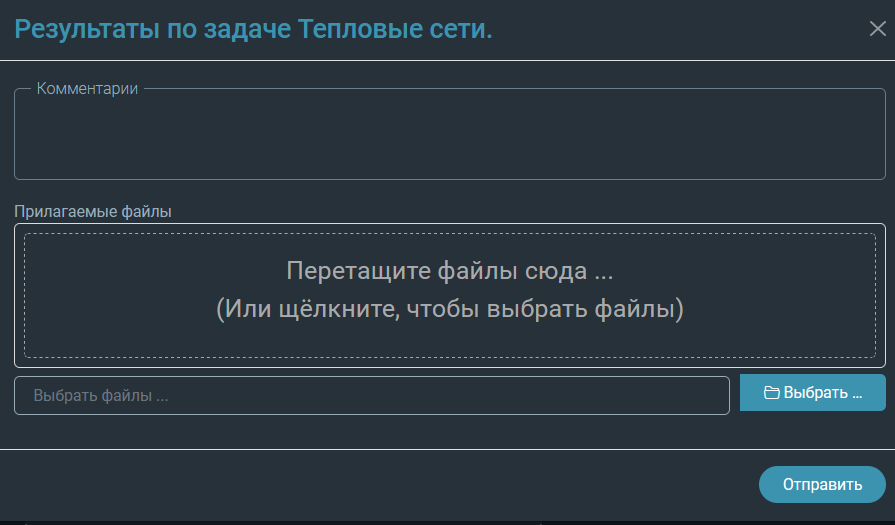 Результаты по задаче Тепловые сети.
Комментарии
Прилагаемые файлы
Перетащите файлы сюда ...
(Или щёлкните, чтобы выбрать файлы)
Выбрать файлы ...
Выбрать ...
Отправить